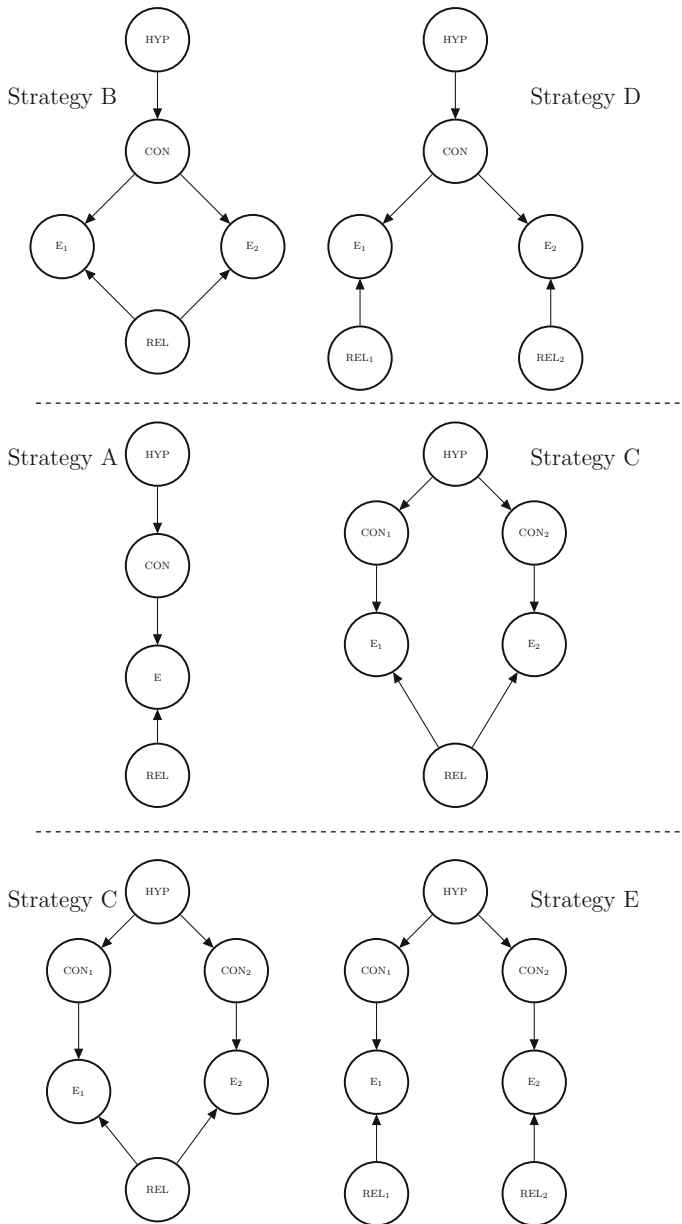 HYP
Strategy B
CON
E₁
E₂
REL
HYP
Strategy D
CON
E₁
E₂
REL₁
REL₂
Strategy A
HYP
CON
E
REL
HYP
Strategy C
CON₁
CON₂
E₁
E₂
REL
Strategy C
HYP
CON₁
CON₂
E₁
E₂
REL
HYP
Strategy E
CON₁
CON₂
E₁
E₂
REL₁
REL₂